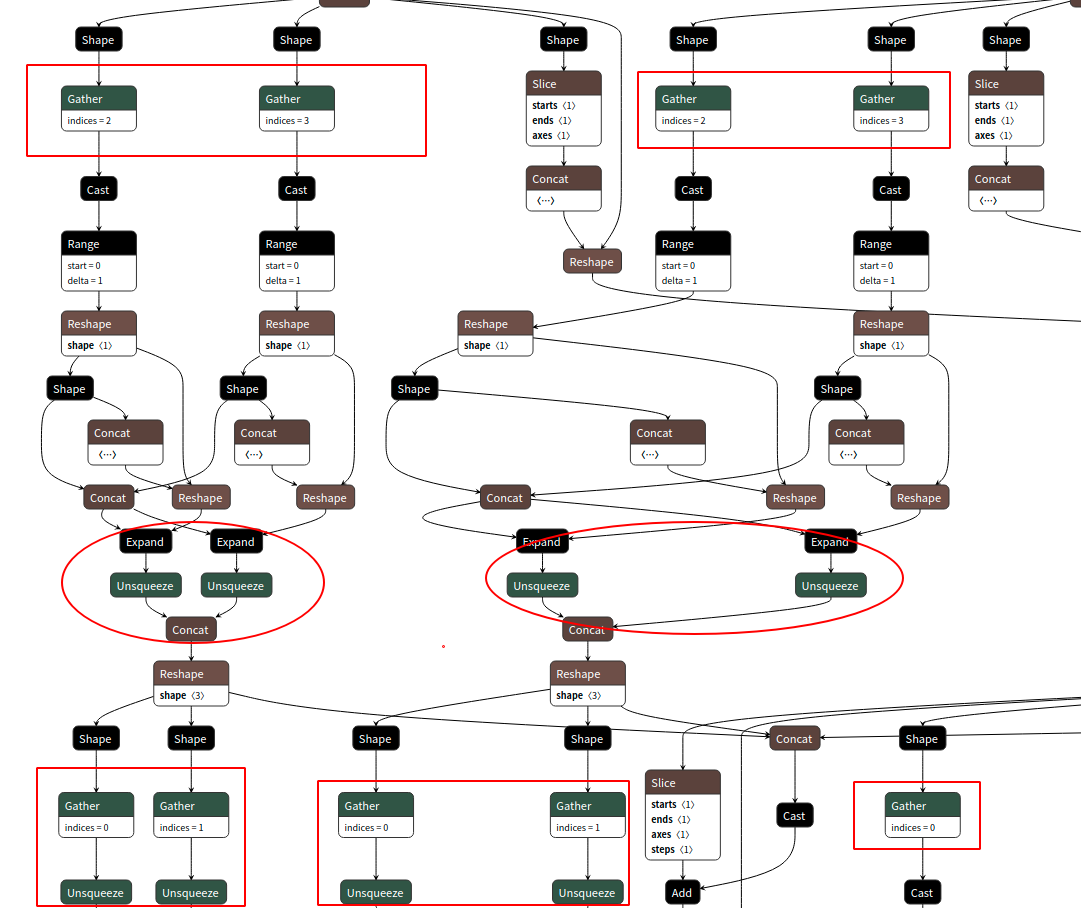 Shape
Shape
Shape
Shape
Shape
Shape
Gather
indices = 2
Gather
indices = 3
Slice
starts 〈1〉
ends 〈1〉
axes 〈1〉
Gather
indices = 2
Gather
indices = 3
Slice
starts 〈1〉
ends 〈1〉
axes 〈1〉
Cast
Cast
Concat
〈…〉
Cast
Cast
Concat
〈…〉
Range
start = 0
delta = 1
Range
start = 0
delta = 1
Reshape
Range
start = 0
delta = 1
Range
start = 0
delta = 1
Reshape
shape 〈1〉
Reshape
shape 〈1〉
Reshape
shape 〈1〉
Reshape
shape 〈1〉
Shape
Shape
Shape
Shape
Concat
〈…〉
Concat
〈…〉
Concat
〈…〉
Concat
〈…〉
Concat
Reshape
Reshape
Concat
Reshape
Reshape
Expand
Expand
Expand
Expand
Unsqueeze
Unsqueeze
Unsqueeze
Unsqueeze
Concat
Concat
Reshape
shape 〈3〉
Reshape
shape 〈3〉
Shape
Shape
Shape
Shape
Concat
Shape
Gather
indices = 0
Gather
indices = 1
Gather
indices = 0
Gather
indices = 1
Slice
starts 〈1〉
ends 〈1〉
axes 〈1〉
steps 〈1〉
Cast
Gather
indices = 0
Unsqueeze
Unsqueeze
Unsqueeze
Unsqueeze
Add
Cast